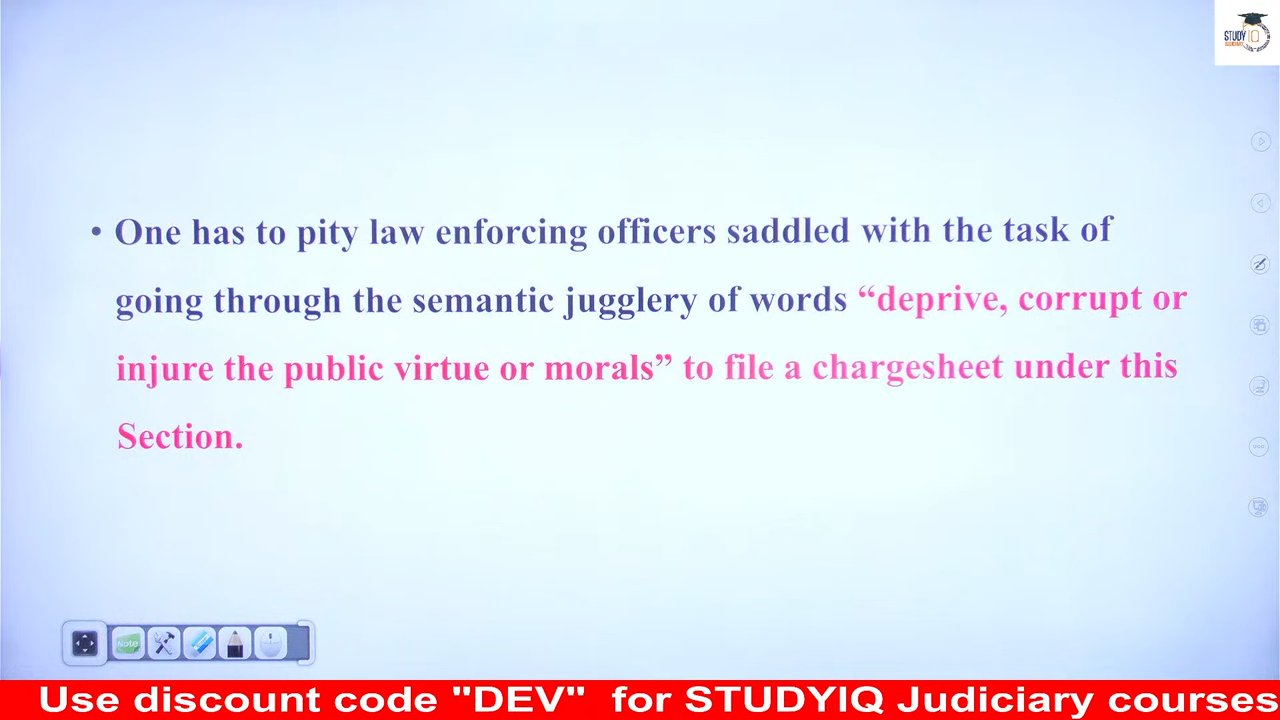 STUDY IQ
• One has to pity law enforcing officers saddled with the task of
going through the semantic jugglery of words “deprive, corrupt or
injure the public virtue or morals” to file a chargesheet under this
Section.
Note
Use discount code "DEV" for STUDYIQ Judiciary courses